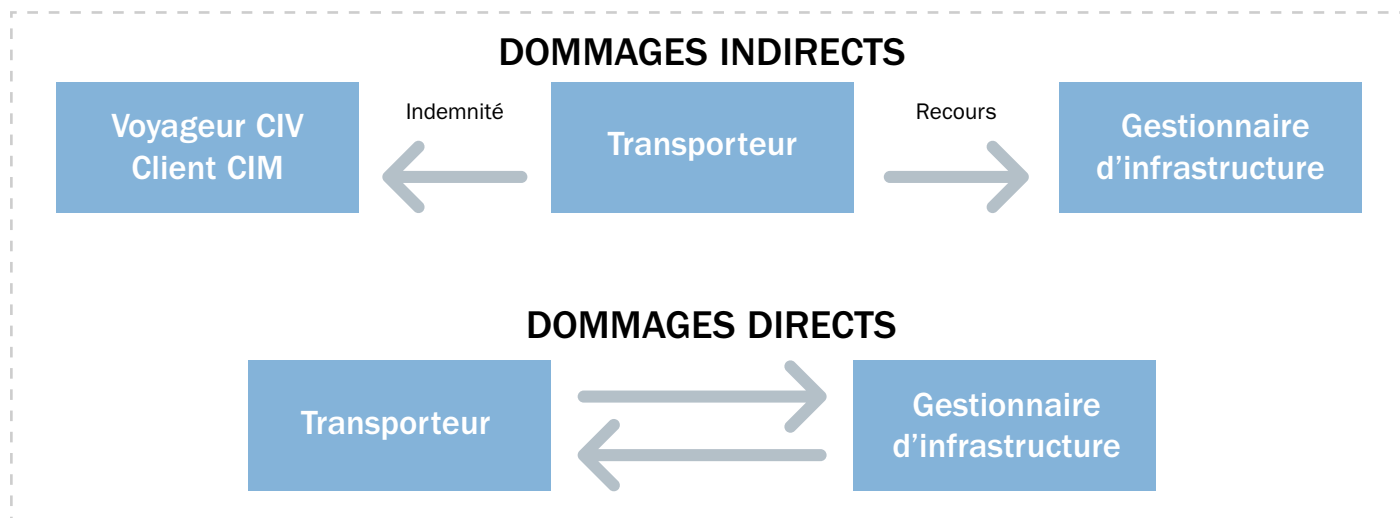 DOMMAGES INDIRECTS
Voyageur CIV
Client CIM
Indemnité
Transporteur
Recours
Gestionnaire
d’infrastructure
DOMMAGES DIRECTS
Transporteur
Gestionnaire
d’infrastructure